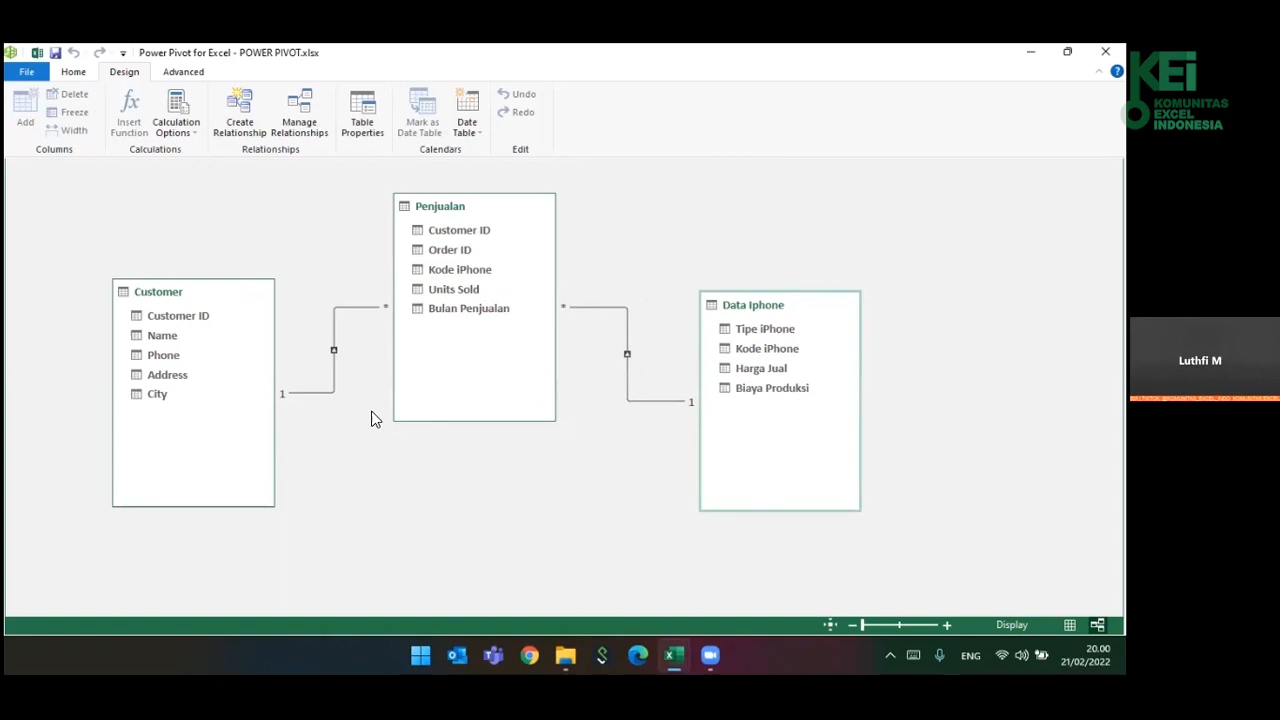 Power Pivot for Excel - POWER PIVOT.xlsx
File Home Design Advanced
Add
Delete
Freeze
Width
Columns
Insert Function
Calculation Options
Calculations
Create Relationship
Manage Relationships
Relationships
Table Properties
Mark as Date Table
Date Table
Calendars
Undo
Redo
Edit
KEi
KOMUNITAS
EXCEL
INDONESIA
Penjualan
Customer ID
Order ID
Kode iPhone
Units Sold
Bulan Penjualan
Customer
Customer ID
Name
Phone
Address
City
1
*
*
1
Data Iphone
Tipe iPhone
Kode iPhone
Harga Jual
Biaya Produksi
Luthfi M
Display
ENG
20.00
21/02/2022